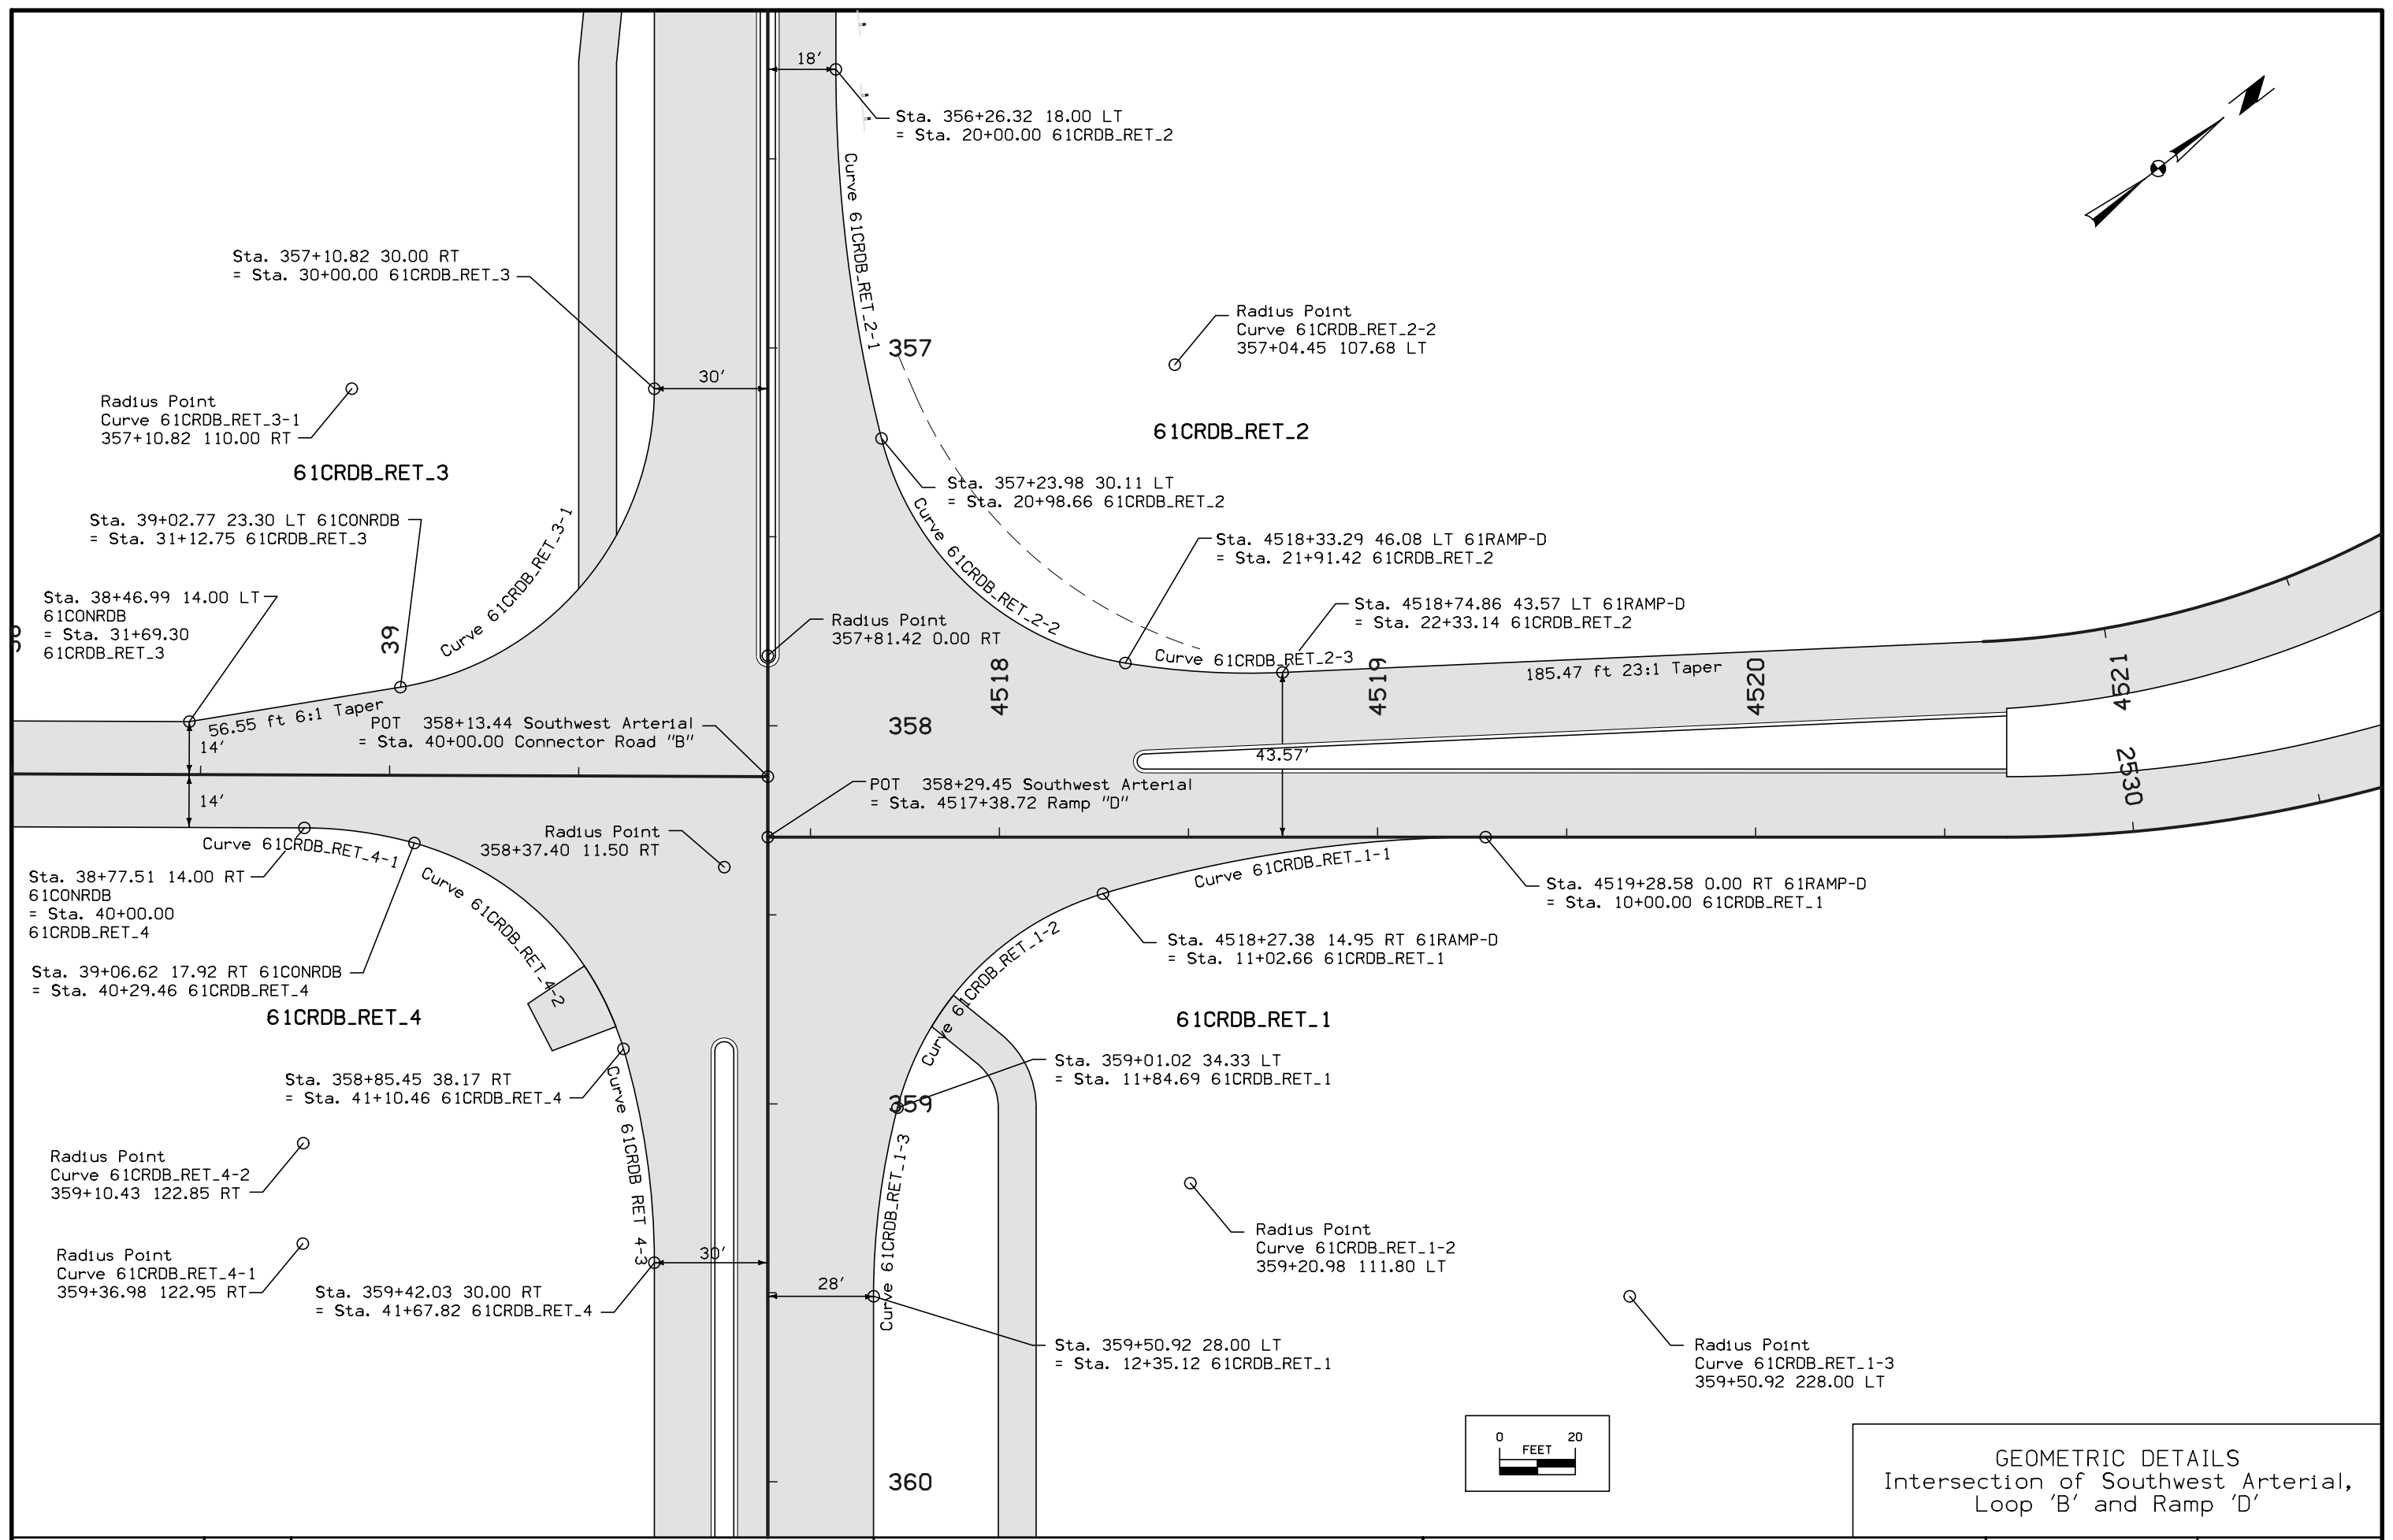 18'
Sta. 356+26.32 18.00 LT
= Sta. 20+00.00 61CRDB_RET_2
Curve 61CRDB_RET_2-1
Sta. 357+10.82 30.00 RT
= Sta. 30+00.00 61CRDB_RET_3
Radius Point
Curve 61CRDB_RET_2-2
357+04.45 107.68 LT
357
30'
Radius Point
Curve 61CRDB_RET_3-1
357+10.82 110.00 RT
61CRDB_RET_2
61CRDB_RET_3
Sta. 357+23.98 30.11 LT
= Sta. 20+98.66 61CRDB_RET_2
Curve 61CRDB_RET_3-1
Sta. 39+02.77 23.30 LT 61CONRDB
= Sta. 31+12.75 61CRDB_RET_3
Curve 61CRDB_RET_2-2
Sta. 4518+33.29 46.08 LT 61RAMP-D
= Sta. 21+91.42 61CRDB_RET_2
Sta. 38+46.99 14.00 LT
61CONRDB
= Sta. 31+69.30
61CRDB_RET_3
39
Radius Point
357+81.42 0.00 RT
Sta. 4518+74.86 43.57 LT 61RAMP-D
= Sta. 22+33.14 61CRDB_RET_2
Curve 61CRDB_RET_2-3
4518
4519
185.47 ft 23:1 Taper
4520
4521
56.55 ft 6:1 Taper
POT 358+13.44 Southwest Arterial
= Sta. 40+00.00 Connector Road "B"
358
14'
43.57'
2530
14'
POT 358+29.45 Southwest Arterial
= Sta. 4517+38.72 Ramp "D"
Radius Point
358+37.40 11.50 RT
Curve 61CRDB_RET_4-1
Curve 61CRDB_RET_1-1
Sta. 38+77.51 14.00 RT
61CONRDB
= Sta. 40+00.00
61CRDB_RET_4
Curve 61CRDB_RET_4-2
Sta. 4519+28.58 0.00 RT 61RAMP-D
= Sta. 10+00.00 61CRDB_RET_1
Curve 61CRDB_RET_1-2
Sta. 4518+27.38 14.95 RT 61RAMP-D
= Sta. 11+02.66 61CRDB_RET_1
Sta. 39+06.62 17.92 RT 61CONRDB
= Sta. 40+29.46 61CRDB_RET_4
61CRDB_RET_4
61CRDB_RET_1
Sta. 359+01.02 34.33 LT
= Sta. 11+84.69 61CRDB_RET_1
Sta. 358+85.45 38.17 RT
= Sta. 41+10.46 61CRDB_RET_4
359
Curve 61CRDB RET 4-3
Curve 61CRDB_RET_1-3
Radius Point
Curve 61CRDB_RET_4-2
359+10.43 122.85 RT
Radius Point
Curve 61CRDB_RET_1-2
359+20.98 111.80 LT
Radius Point
Curve 61CRDB_RET_4-1
359+36.98 122.95 RT
30'
28'
Sta. 359+42.03 30.00 RT
= Sta. 41+67.82 61CRDB_RET_4
Sta. 359+50.92 28.00 LT
= Sta. 12+35.12 61CRDB_RET_1
Radius Point
Curve 61CRDB_RET_1-3
359+50.92 228.00 LT
360
0 20
FEET
GEOMETRIC DETAILS
Intersection of Southwest Arterial,
Loop 'B' and Ramp 'D'